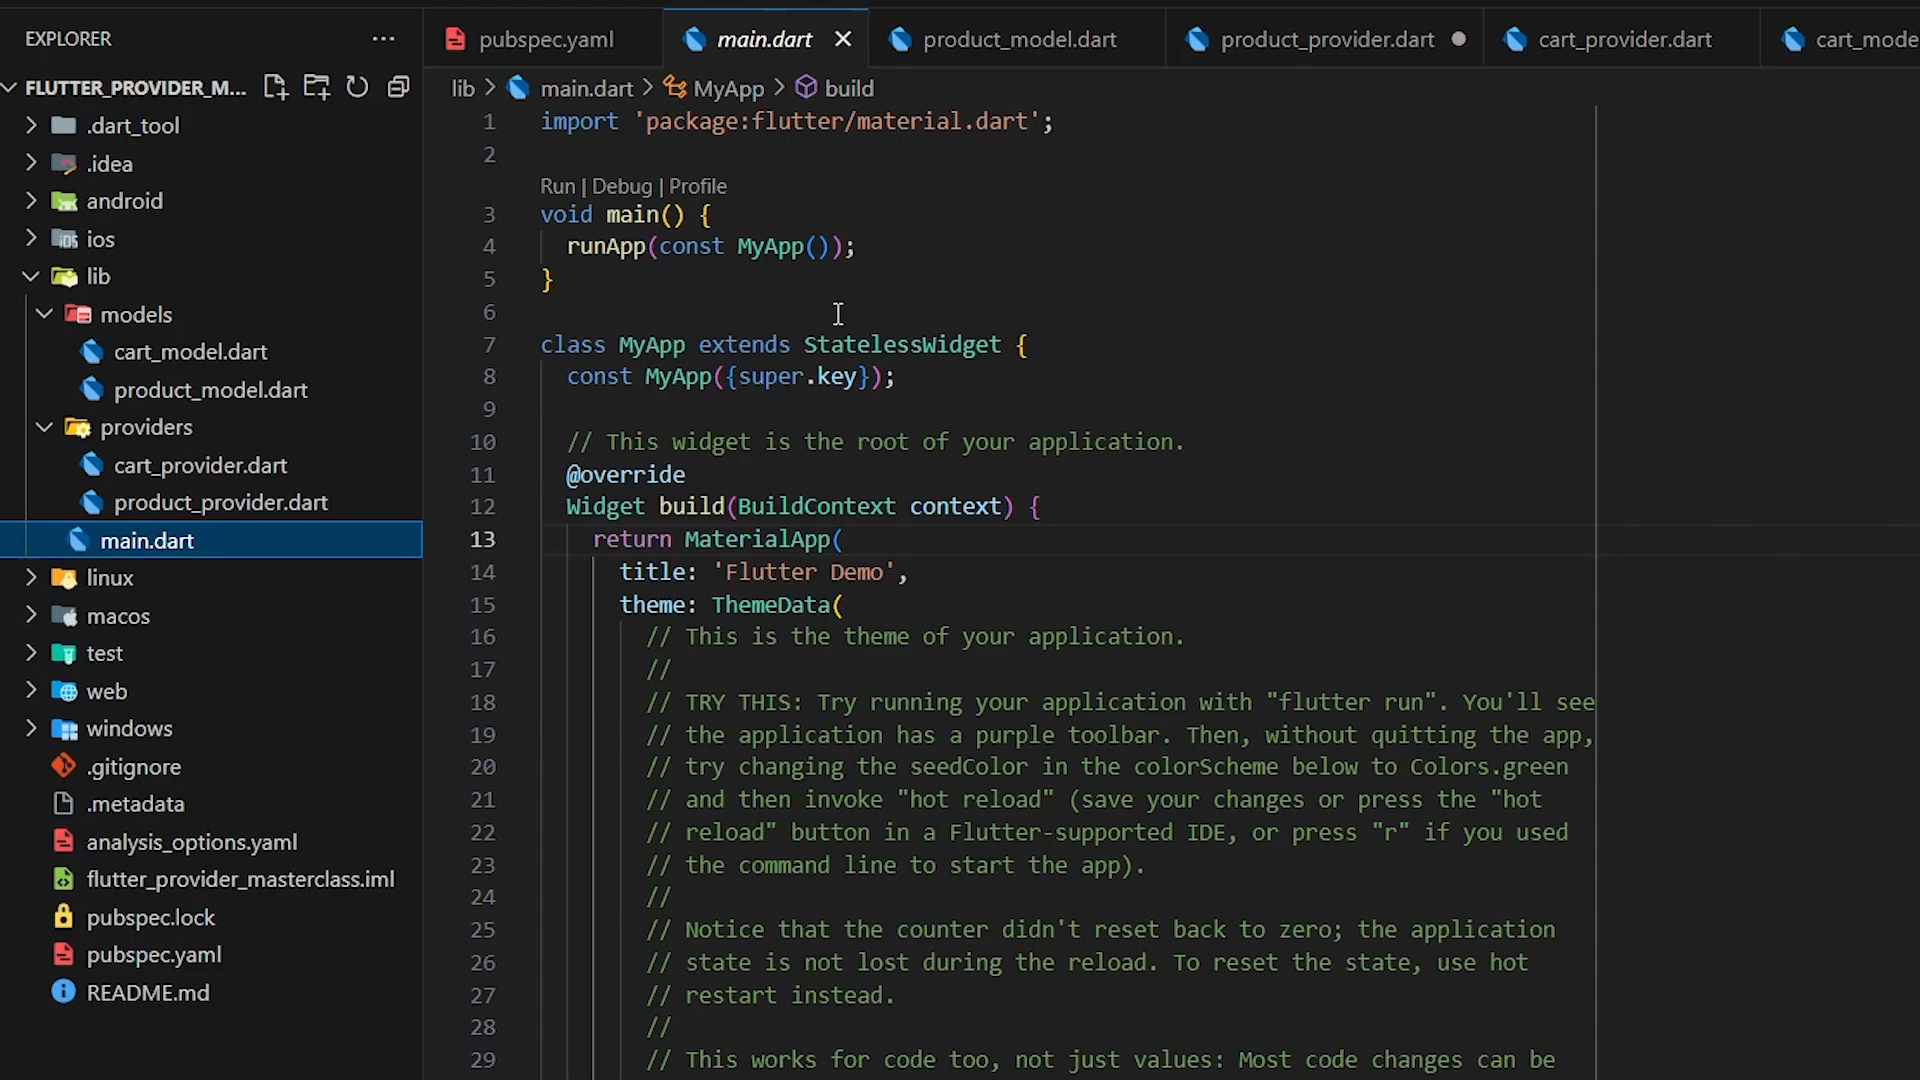 EXPLORER
FLUTTER_PROVIDER_M...
.dart_tool
.idea
android
ios
lib
models
cart_model.dart
product_model.dart
providers
cart_provider.dart
product_provider.dart
main.dart
linux
macos
test
web
windows
.gitignore
.metadata
analysis_options.yaml
flutter_provider_masterclass.iml
pubspec.lock
pubspec.yaml
README.md
pubspec.yaml main.dart product_model.dart product_provider.dart cart_provider.dart cart_mode
lib > main.dart > MyApp > build
1 import 'package:flutter/material.dart';
2
Run | Debug | Profile
3 void main() {
4 runApp(const MyApp());
5 }
6
7 class MyApp extends StatelessWidget {
8 const MyApp({super.key});
9
10 // This widget is the root of your application.
11 @override
12 Widget build(BuildContext context) {
13 return MaterialApp(
14 title: 'Flutter Demo',
15 theme: ThemeData(
16 // This is the theme of your application.
17 //
18 // TRY THIS: Try running your application with "flutter run". You'll see
19 // the application has a purple toolbar. Then, without quitting the app,
20 // try changing the seedColor in the colorScheme below to Colors.green
21 // and then invoke "hot reload" (save your changes or press the "hot
22 // reload" button in a Flutter-supported IDE, or press "r" if you used
23 // the command line to start the app).
24 //
25 // Notice that the counter didn't reset back to zero; the application
26 // state is not lost during the reload. To reset the state, use hot
27 // restart instead.
28 //
29 // This works for code too, not just values: Most code changes can be